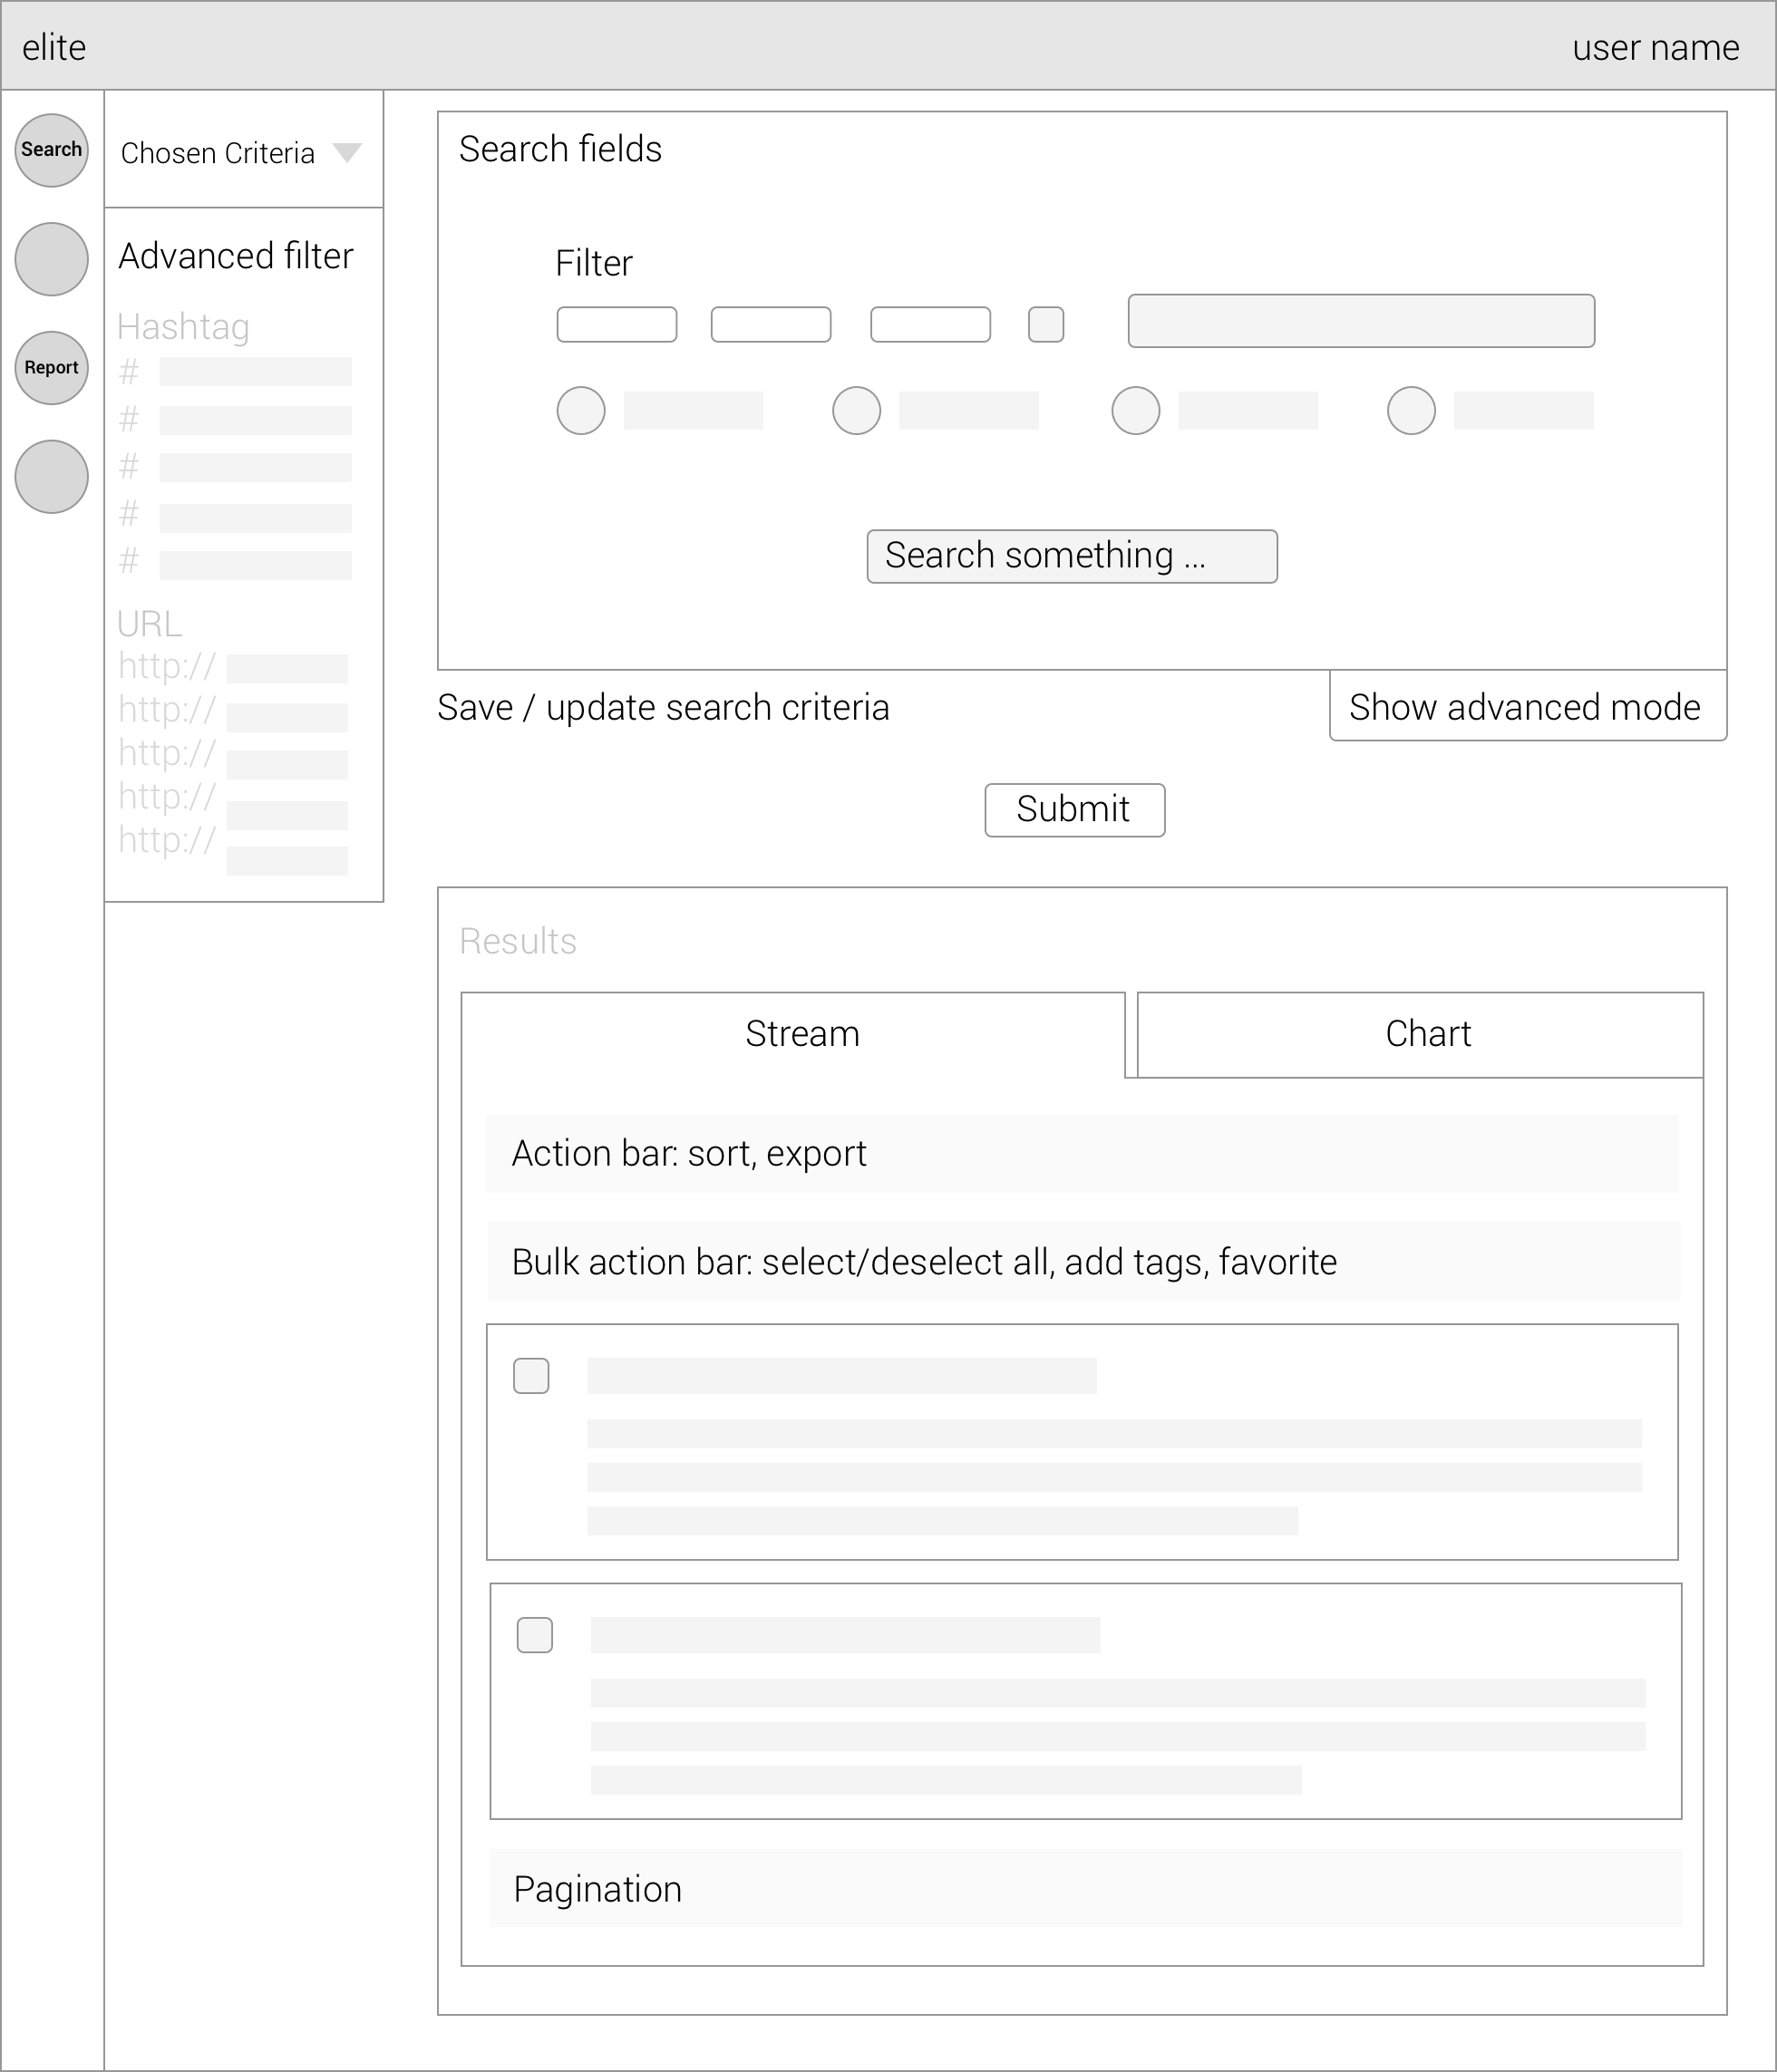 elite
user name
Search
Report
Chosen Criteria
Advanced filter
Hashtag
#
#
#
#
#
URL
http://
http://
http://
http://
http://
Search fields
Filter
Search something ...
Save / update search criteria
Show advanced mode
Submit
Results
Stream
Chart
Action bar: sort, export
Bulk action bar: select/deselect all, add tags, favorite
Pagination